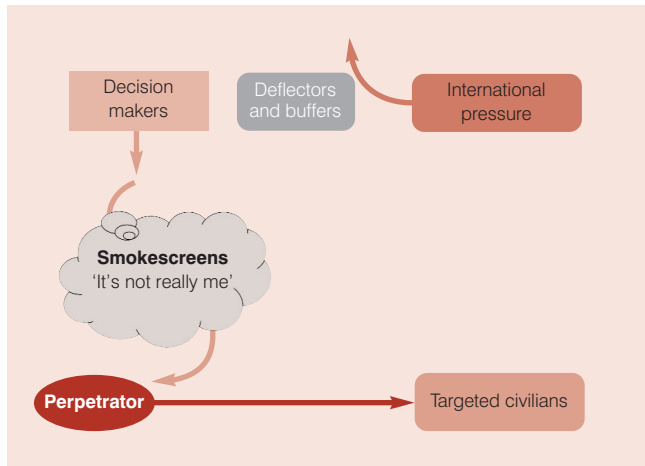 Decision
makers
Deflectors
and buffers
International
pressure
Smokescreens
‘It's not really me’
Perpetrator
Targeted civilians